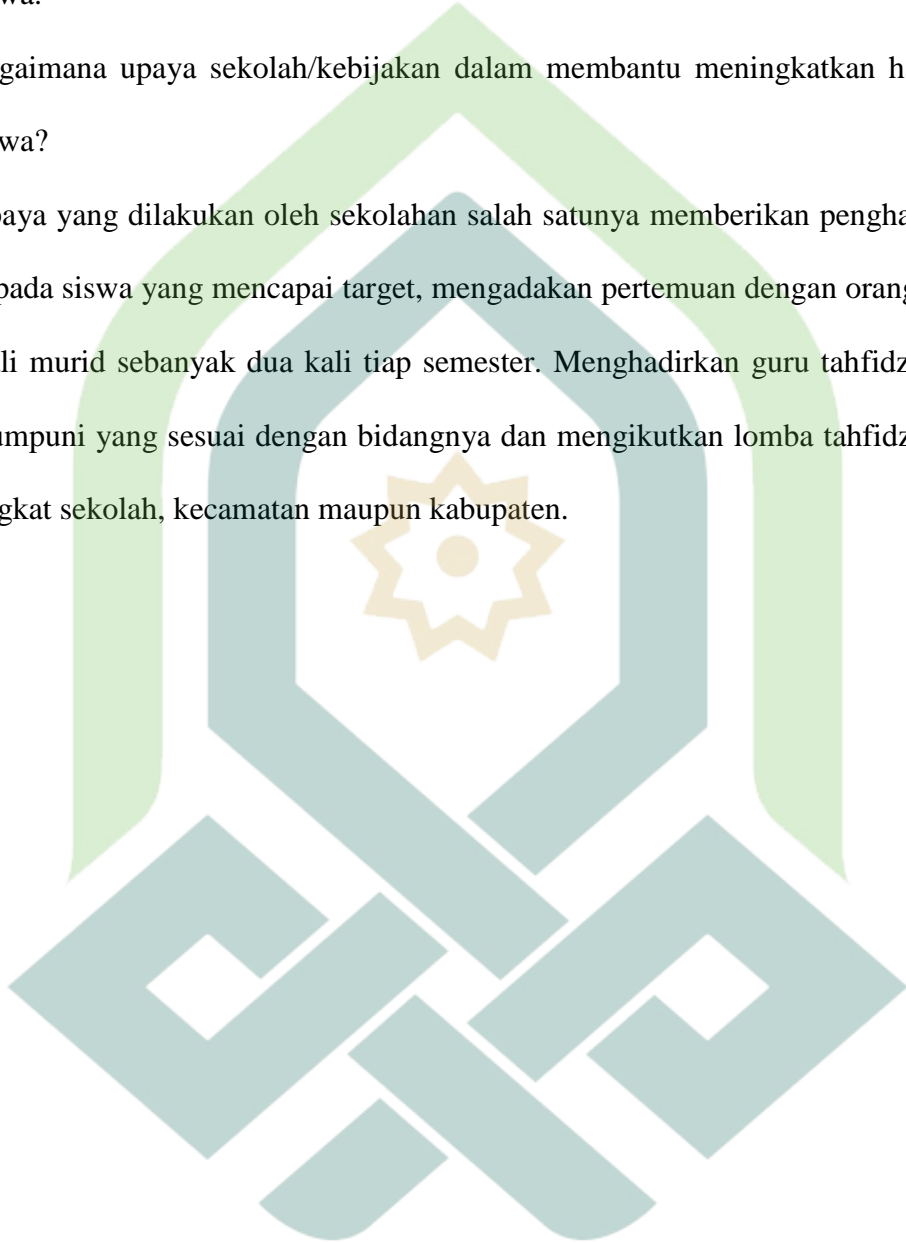 wa.
gaimana upaya sekolah/kebijakan dalam membantu meningkatkan h
wa?
paya yang dilakukan oleh sekolahan salah satunya memberikan pengha
pada siswa yang mencapai target, mengadakan pertemuan dengan orang
ali murid sebanyak dua kali tiap semester. Menghadirkan guru tahfidz
umpuni yang sesuai dengan bidangnya dan mengikutkan lomba tahfidz
gkat sekolah, kecamatan maupun kabupaten.